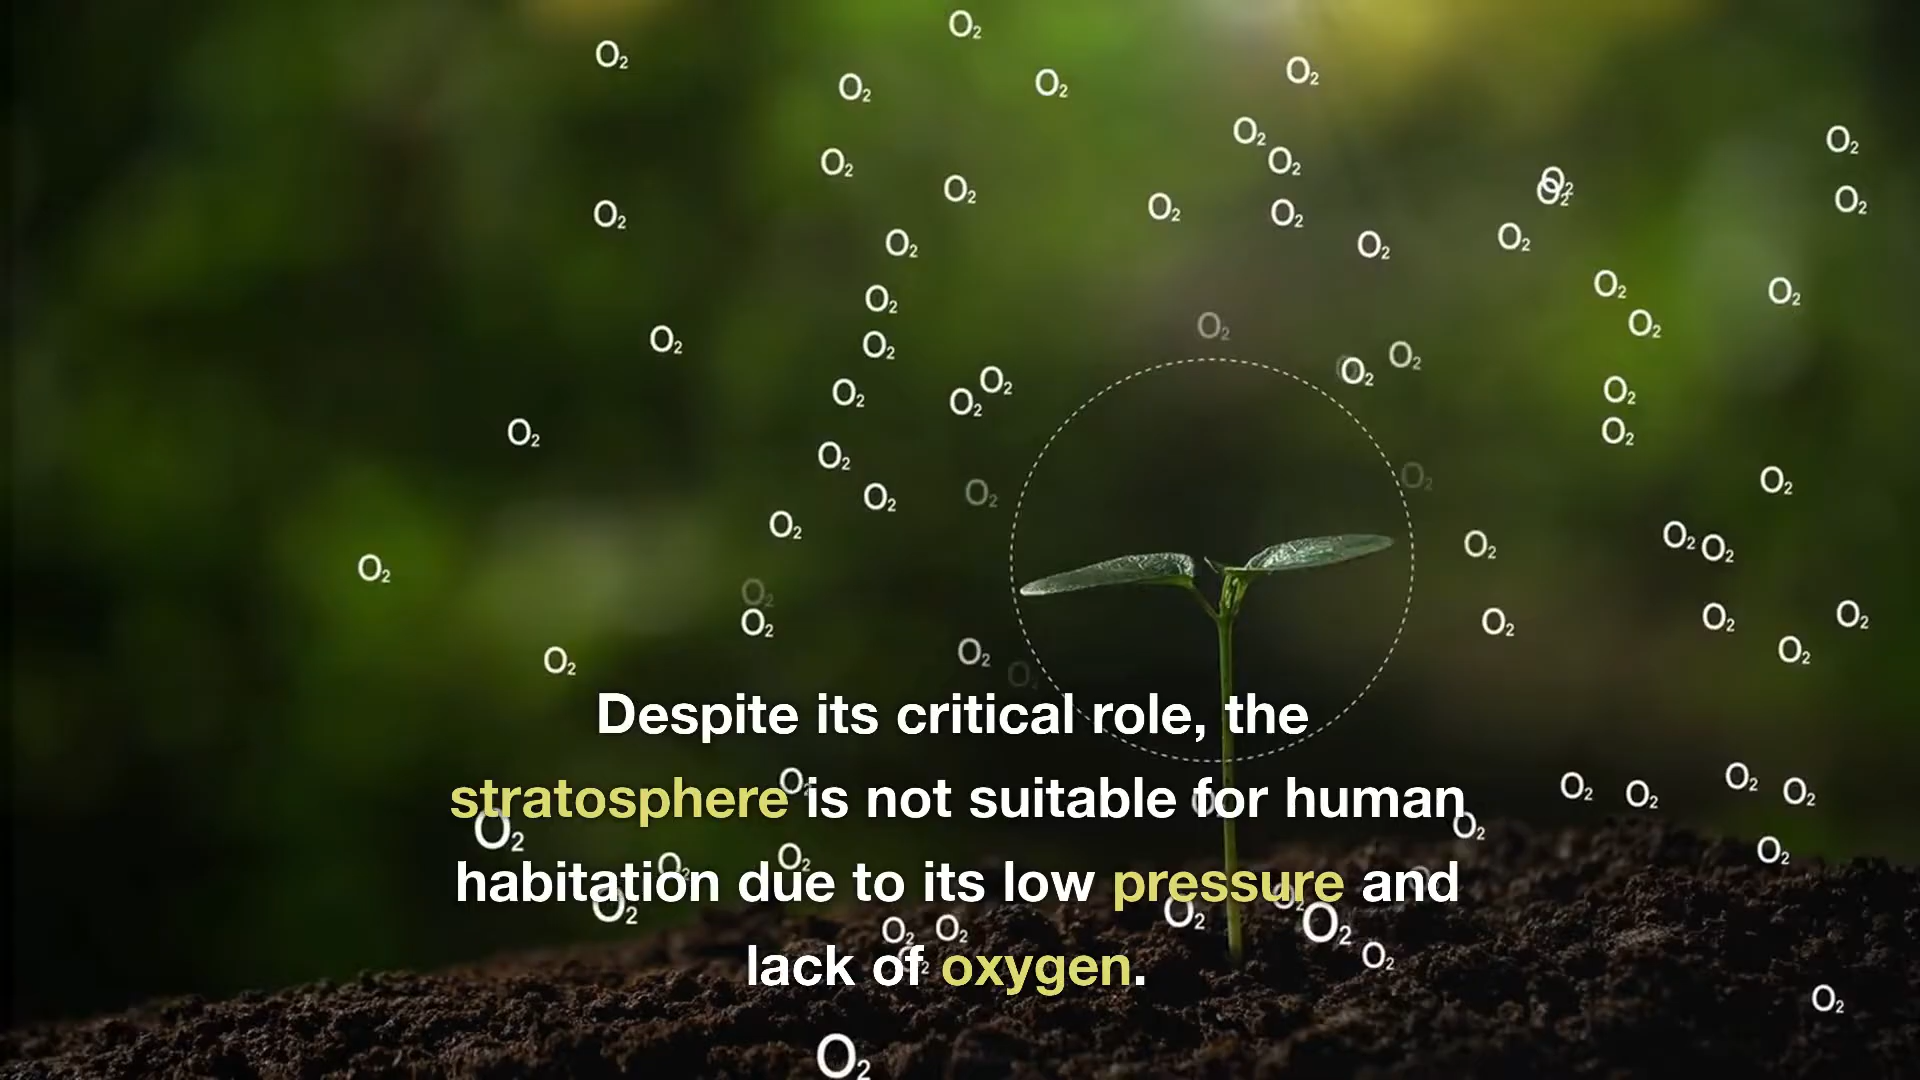 Despite its critical role, the
stratosphere is not suitable for human
habitation due to its low pressure and
lack of oxygen.
O₂